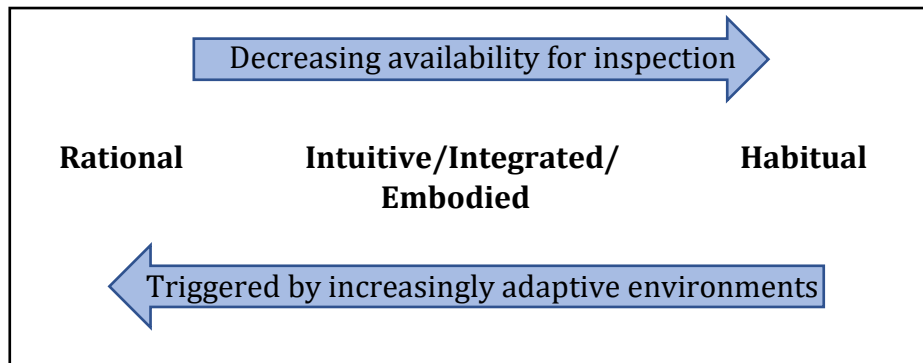 Decreasing availability for inspection
Rational Intuitive/Integrated/ Habitual
Embodied
Triggered by increasingly adaptive environments